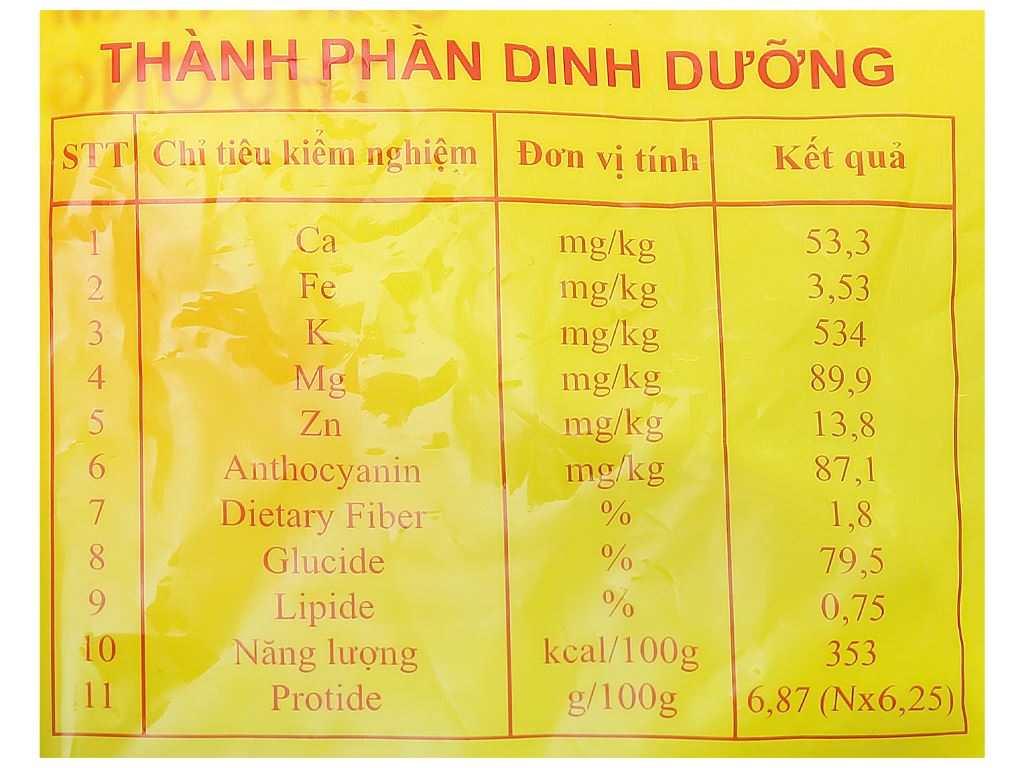 THÀNH PHẦN DINH DƯỠNG
STT Chỉ tiêu kiểm nghiệm Đơn vị tính Kết quả
1 Ca mg/kg 53,3
2 Fe mg/kg 3,53
3 K mg/kg 534
4 Mg mg/kg 89,9
5 Zn mg/kg 13,8
6 Anthocyanin mg/kg 87,1
7 Dietary Fiber % 1,8
8 Glucide % 79,5
9 Lipide % 0,75
10 Năng lượng kcal/100g 353
11 Protide g/100g 6,87 (Nx6,25)